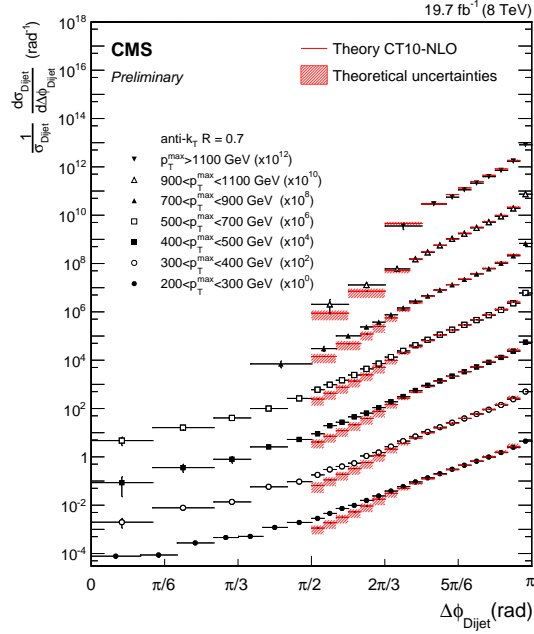 19.7 fb⁻¹ (8 TeV)
10¹⁸
10¹⁶
10¹⁴
10¹²
10¹⁰
10⁸
10⁶
10⁴
10²
1
10⁻²
10⁻⁴
1/σ_Dijet dσ_Dijet/dΔϕ_Dijet (rad⁻¹)
CMS
Preliminary
Theory CT10-NLO
Theoretical uncertainties
anti-k_T R = 0.7
p_T^max>1100 GeV (x10¹²)
900<p_T^max<1100 GeV (x10¹⁰)
700<p_T^max<900 GeV (x10⁸)
500<p_T^max<700 GeV (x10⁶)
400<p_T^max<500 GeV (x10⁴)
300<p_T^max<400 GeV (x10²)
200<p_T^max<300 GeV (x10⁰)
0 π/6 π/3 π/2 2π/3 5π/6 π
Δϕ_Dijet (rad)